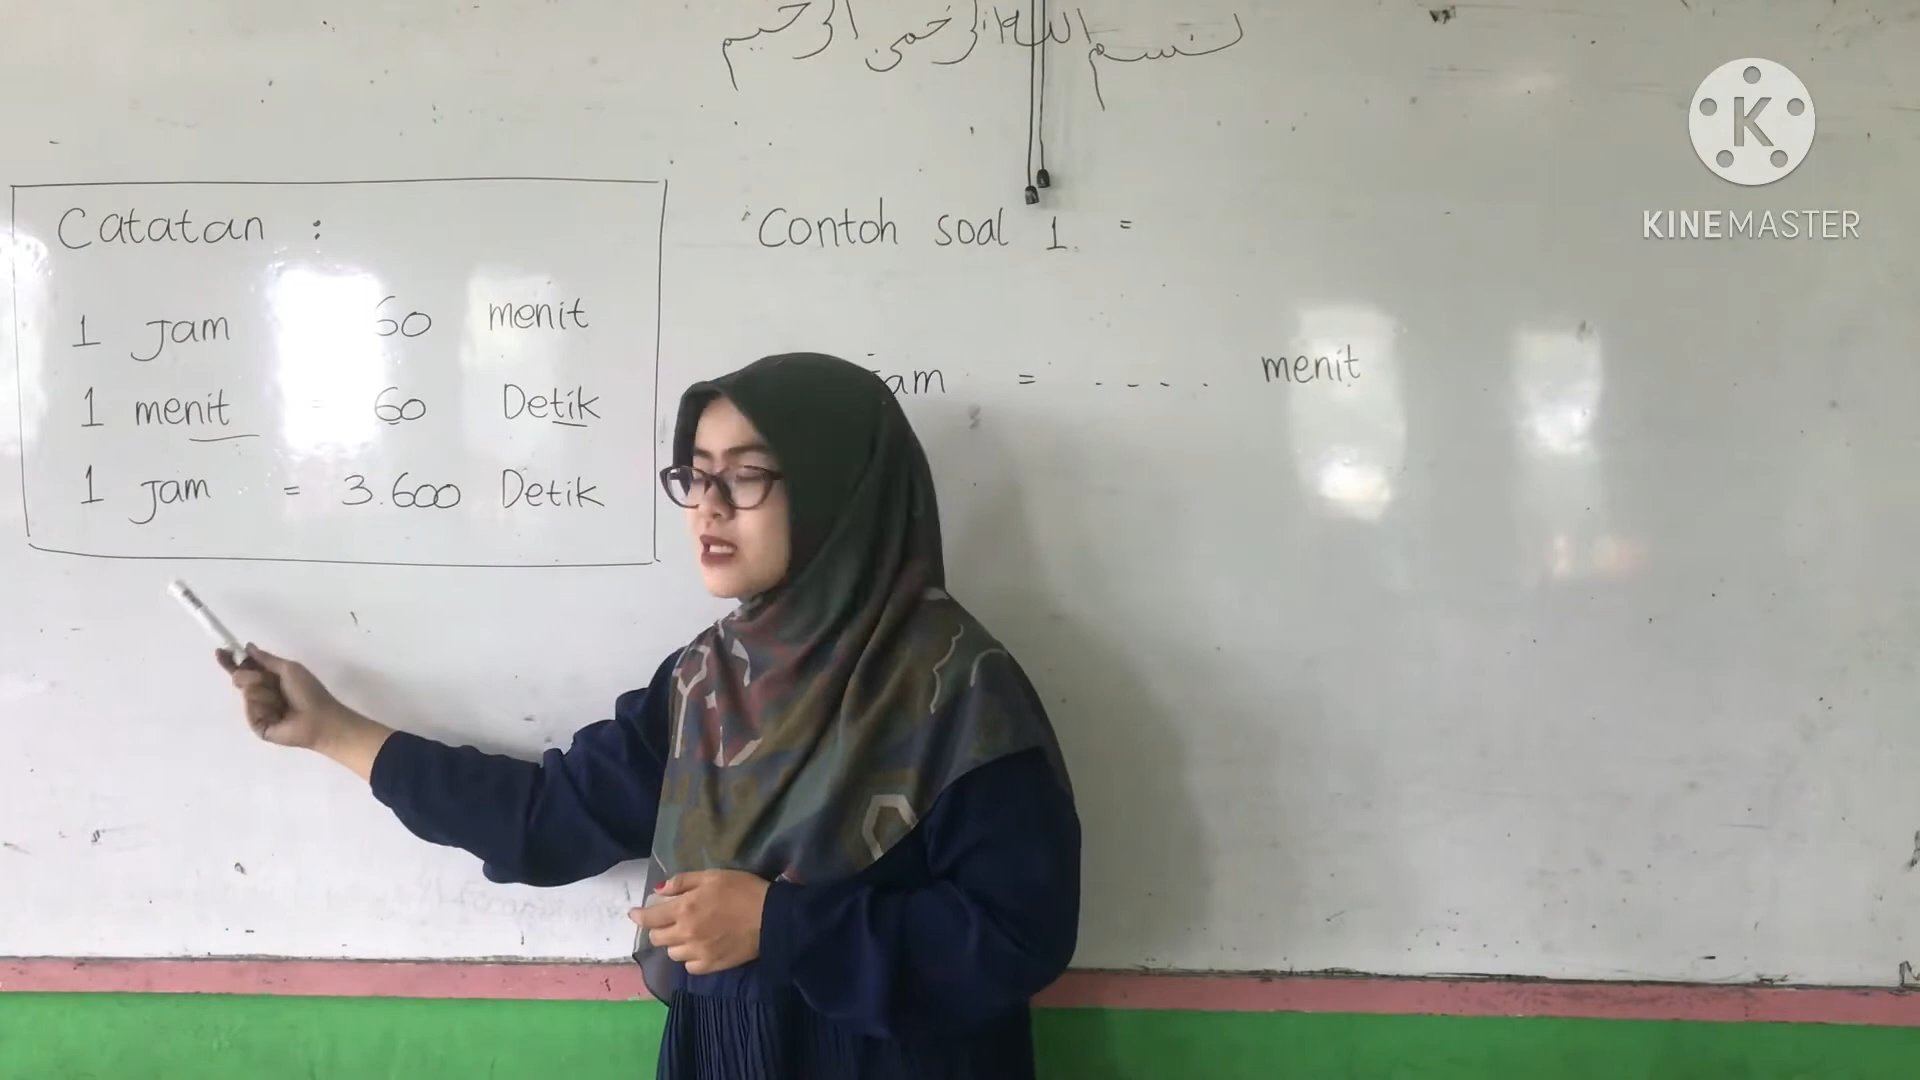 بسم الله الرحمن الرحيم
KINEMASTER
Catatan :
1 Jam 60 menit
1 menit = 60 Detik
1 Jam = 3.600 Detik
Contoh soal 1. =
= .... menit